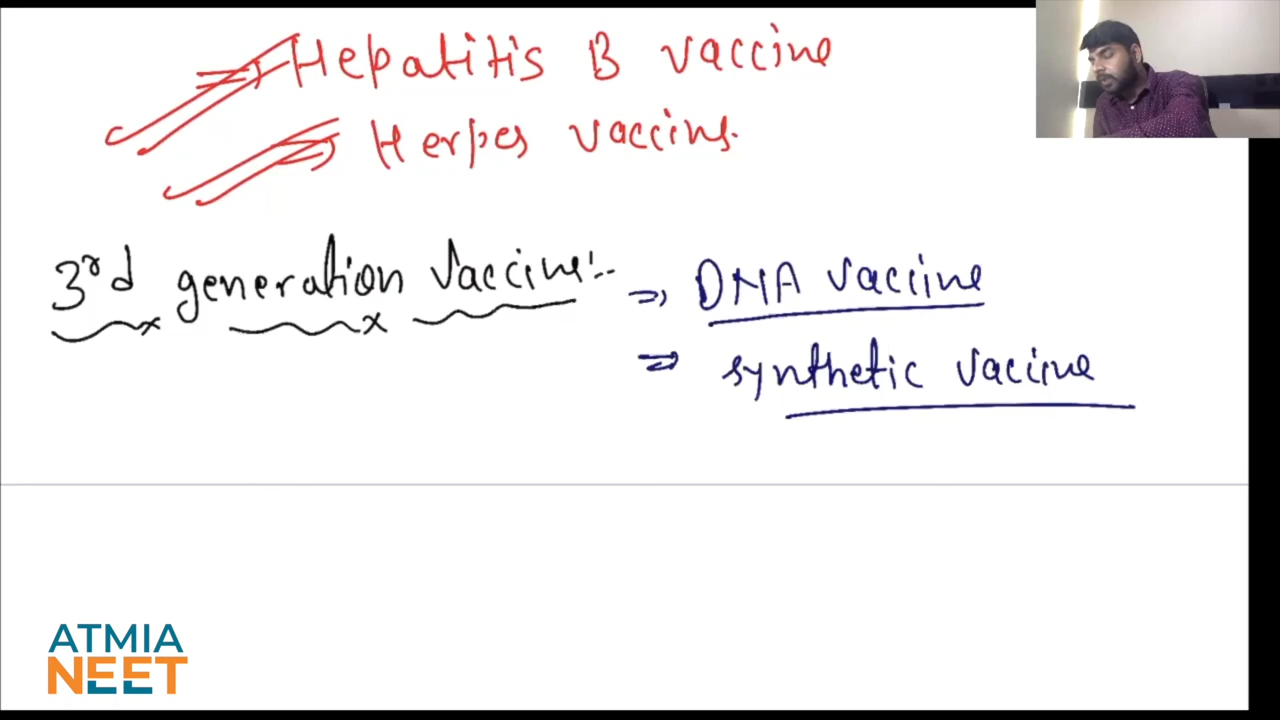 ⇒ Hepatitis B vaccine
⇒ Herpes vaccine.
3rd generation vaccine:-
⇒ DNA vaccine
⇒ synthetic vaccine
ATMIA
NEET